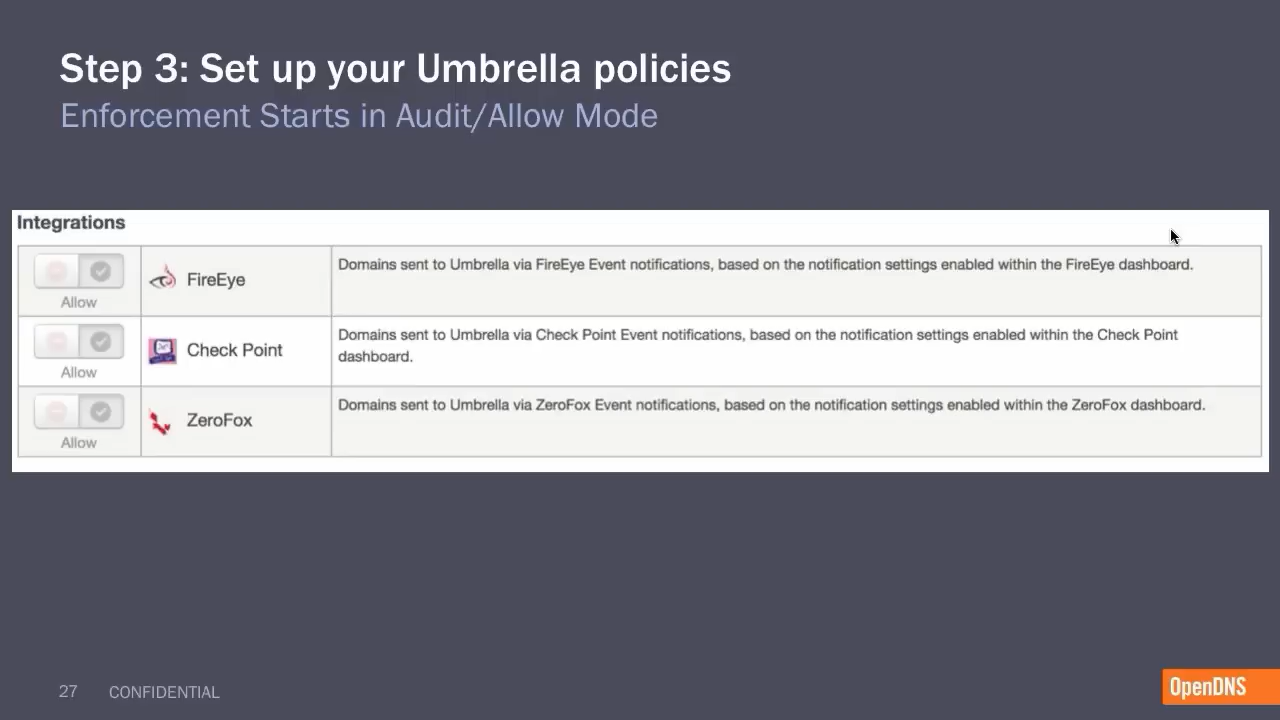 Step 3: Set up your Umbrella policies
Enforcement Starts in Audit/Allow Mode
Integrations
Allow
FireEye
Domains sent to Umbrella via FireEye Event notifications, based on the notification settings enabled within the FireEye dashboard.
Allow
Check Point
Domains sent to Umbrella via Check Point Event notifications, based on the notification settings enabled within the Check Point
dashboard.
Allow
ZeroFox
Domains sent to Umbrella via ZeroFox Event notifications, based on the notification settings enabled within the ZeroFox dashboard.
27 CONFIDENTIAL
OpenDNS